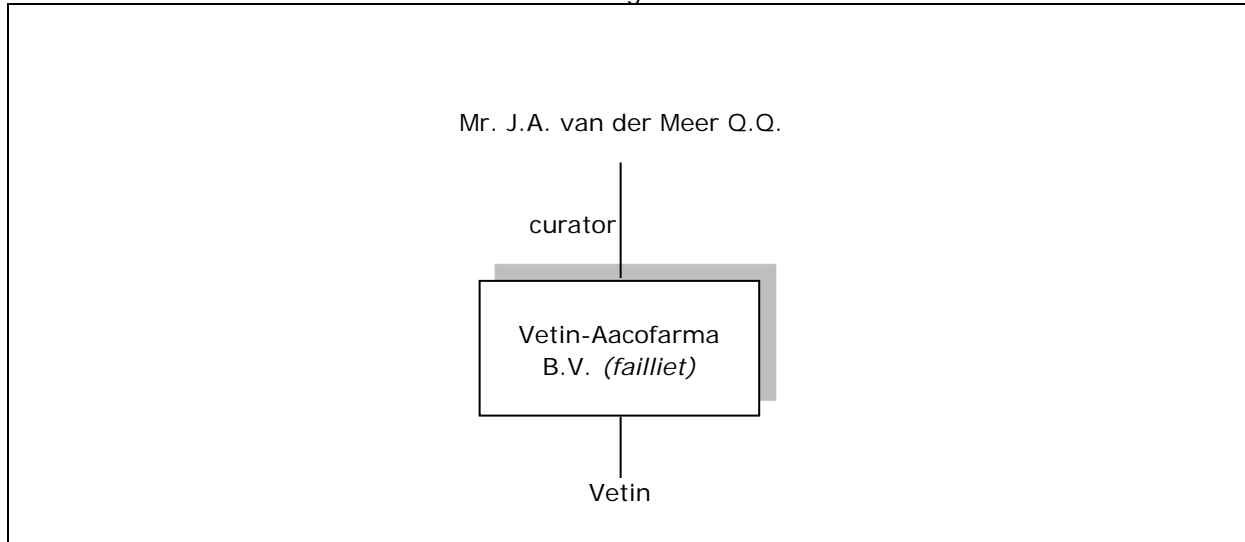 Mr. J.A. van der Meer Q.Q.
curator
Vetin-Aacofarma
B.V. (failliet)
Vetin